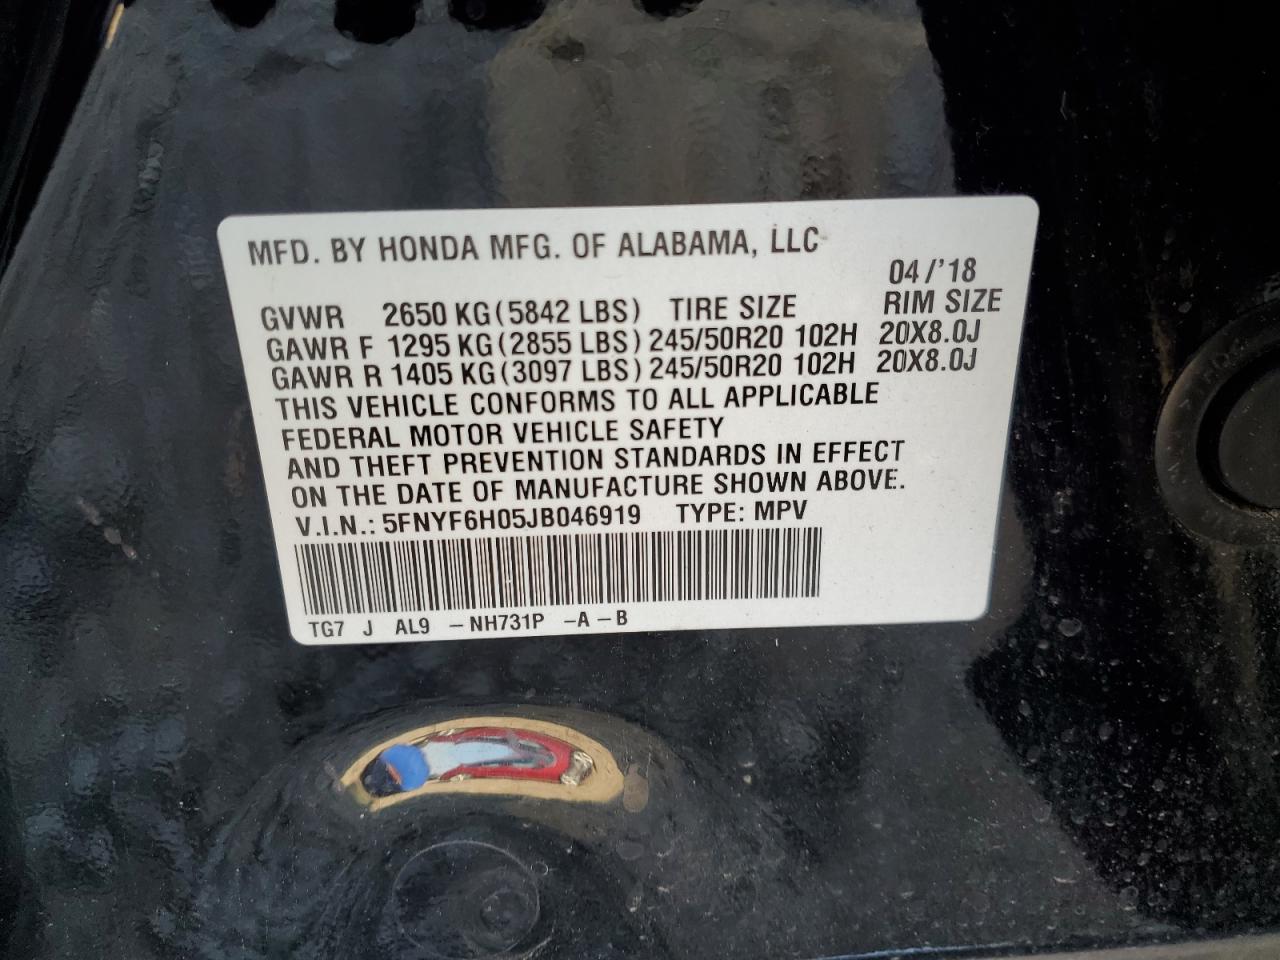 MFD. BY HONDA MFG. OF ALABAMA, LLC
04/'18
GVWR 2650 KG (5842 LBS) TIRE SIZE RIM SIZE
GAWR F 1295 KG (2855 LBS) 245/50R20 102H 20X8.0J
GAWR R 1405 KG (3097 LBS) 245/50R20 102H 20X8.0J
THIS VEHICLE CONFORMS TO ALL APPLICABLE
FEDERAL MOTOR VEHICLE SAFETY
AND THEFT PREVENTION STANDARDS IN EFFECT
ON THE DATE OF MANUFACTURE SHOWN ABOVE.
V.I.N.: 5FNYF6H05JB046919 TYPE: MPV
TG7 J AL9 - NH731P - A - B